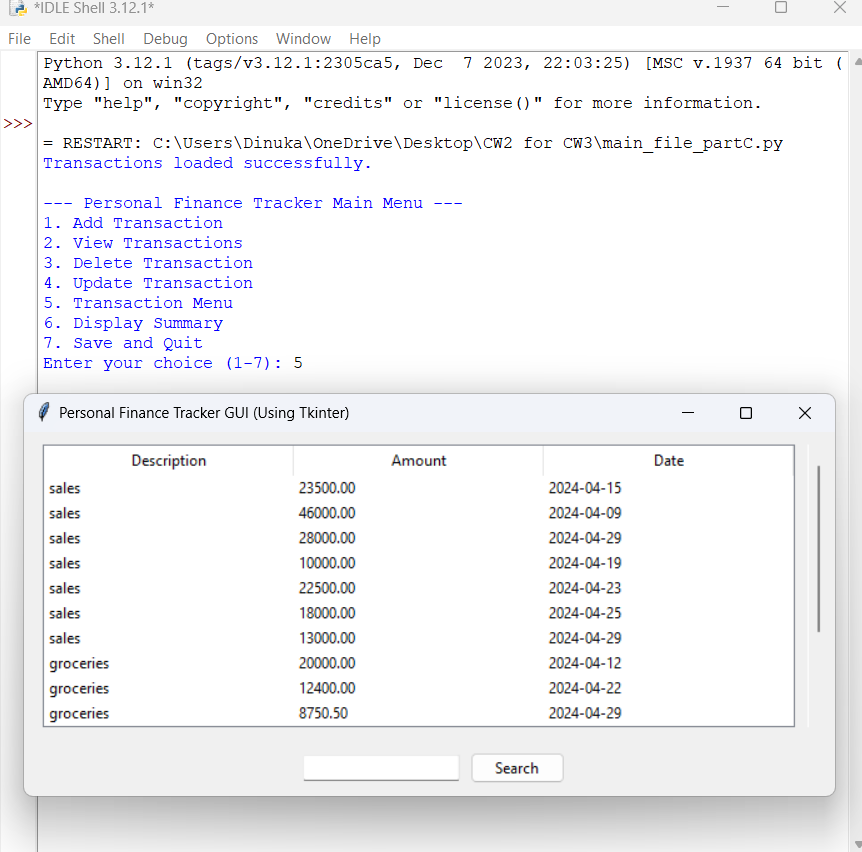 *IDLE Shell 3.12.1*
File Edit Shell Debug Options Window Help
Python 3.12.1 (tags/v3.12.1:2305ca5, Dec  7 2023, 22:03:25) [MSC v.1937 64 bit (
AMD64)] on win32
Type "help", "copyright", "credits" or "license()" for more information.
>>>
= RESTART: C:\Users\Dinuka\OneDrive\Desktop\CW2 for CW3\main_file_partC.py
Transactions loaded successfully.
--- Personal Finance Tracker Main Menu ---
1. Add Transaction
2. View Transactions
3. Delete Transaction
4. Update Transaction
5. Transaction Menu
6. Display Summary
7. Save and Quit
Enter your choice (1-7): 5
Personal Finance Tracker GUI (Using Tkinter)
Description Amount Date
sales 23500.00 2024-04-15
sales 46000.00 2024-04-09
sales 28000.00 2024-04-29
sales 10000.00 2024-04-19
sales 22500.00 2024-04-23
sales 18000.00 2024-04-25
sales 13000.00 2024-04-29
groceries 20000.00 2024-04-12
groceries 12400.00 2024-04-22
groceries 8750.50 2024-04-29
Search